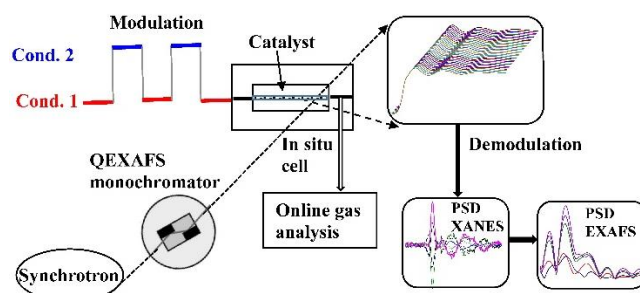 Modulation
Cond. 2
Cond. 1
Catalyst
In situ
cell
Demodulation
QEXAFS
monochromator
Online gas
analysis
PSD
XANES
PSD
EXAFS
Synchrotron